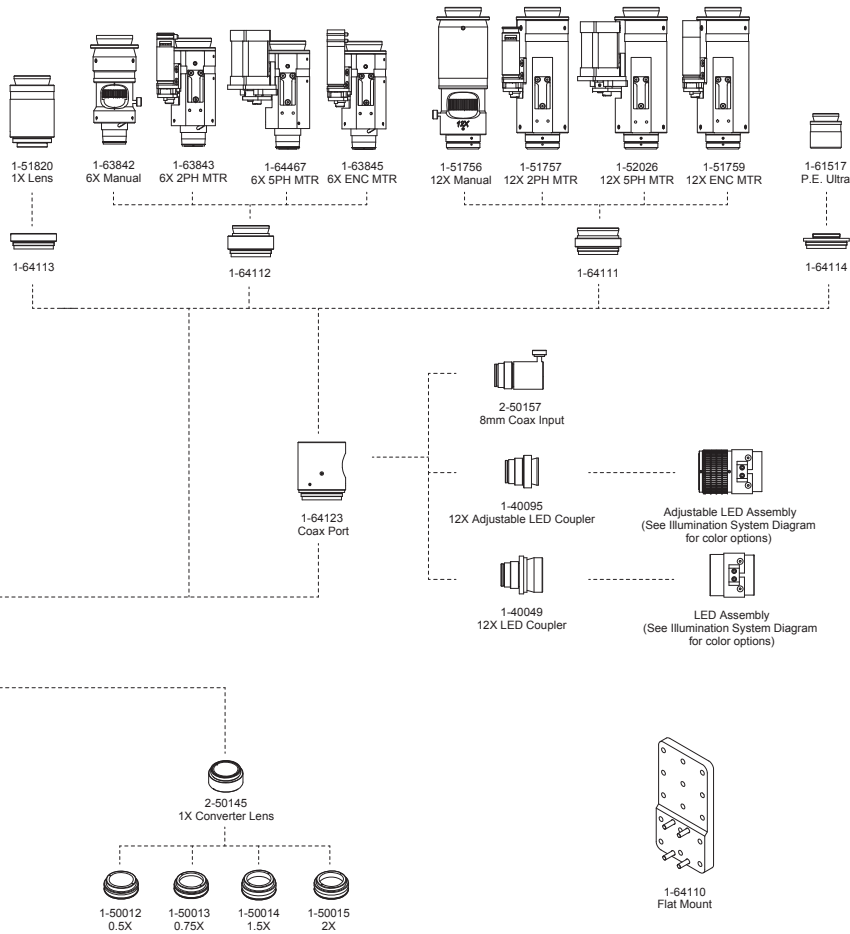 1-51820
1X Lens
1-63842
6X Manual
1-63843
6X 2PH MTR
1-64467
6X 5PH MTR
1-63845
6X ENC MTR
12X
1-51756
12X Manual
1-51757
12X 2PH MTR
1-52026
12X 5PH MTR
1-51759
12X ENC MTR
1-61517
P.E. Ultra
1-64113
1-64112
1-64111
1-64114
2-50157
8mm Coax Input
1-64123
Coax Port
1-40095
12X Adjustable LED Coupler
Adjustable LED Assembly
(See Illumination System Diagram
for color options)
1-40049
12X LED Coupler
LED Assembly
(See Illumination System Diagram
for color options)
2-50145
1X Converter Lens
1-50012
0.5X
1-50013
0.75X
1-50014
1.5X
1-50015
2X
1-64110
Flat Mount